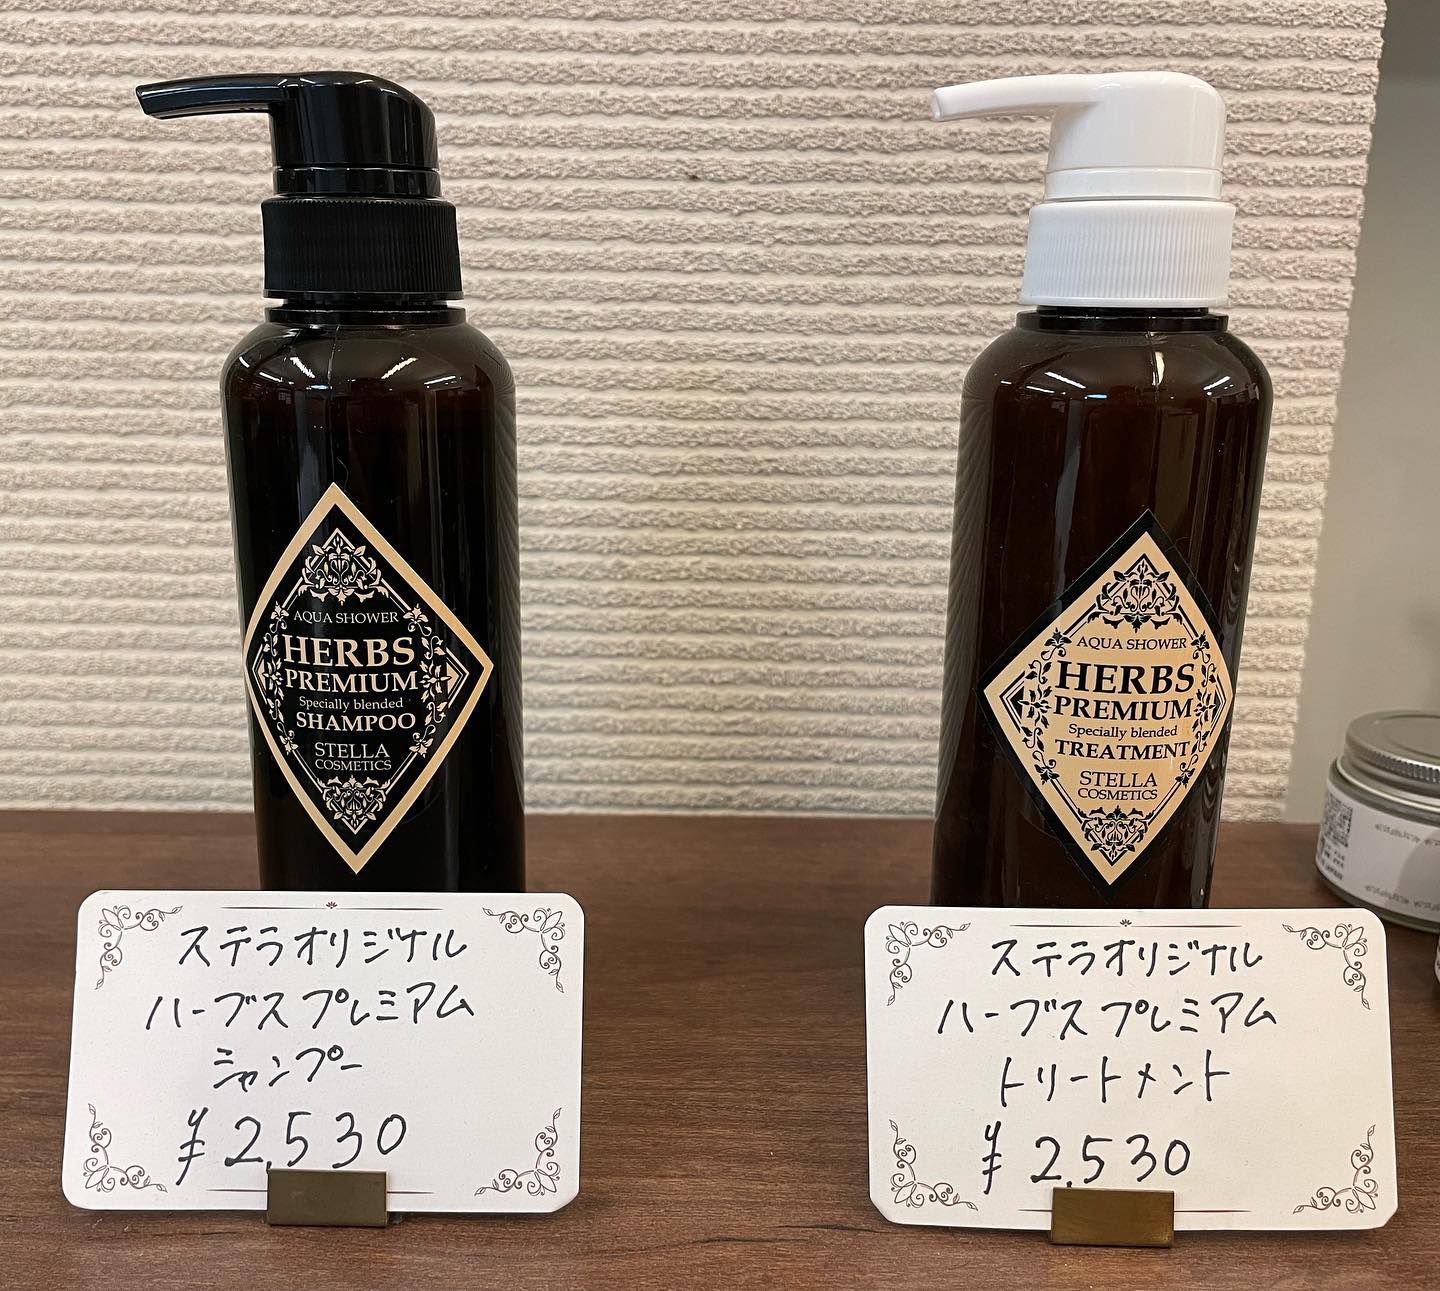 AQUA SHOWER
HERBS
PREMIUM
Specially blended
SHAMPOO
STELLA
COSMETICS
AQUA SHOWER
HERBS
PREMIUM
Specially blended
TREATMENT
STELLA
COSMETICS
ステラオリジナル
ハーブスプレミアム
シャンプー
¥2,530
ステラオリジナル
ハーブスプレミアム
トリートメント
¥2,530